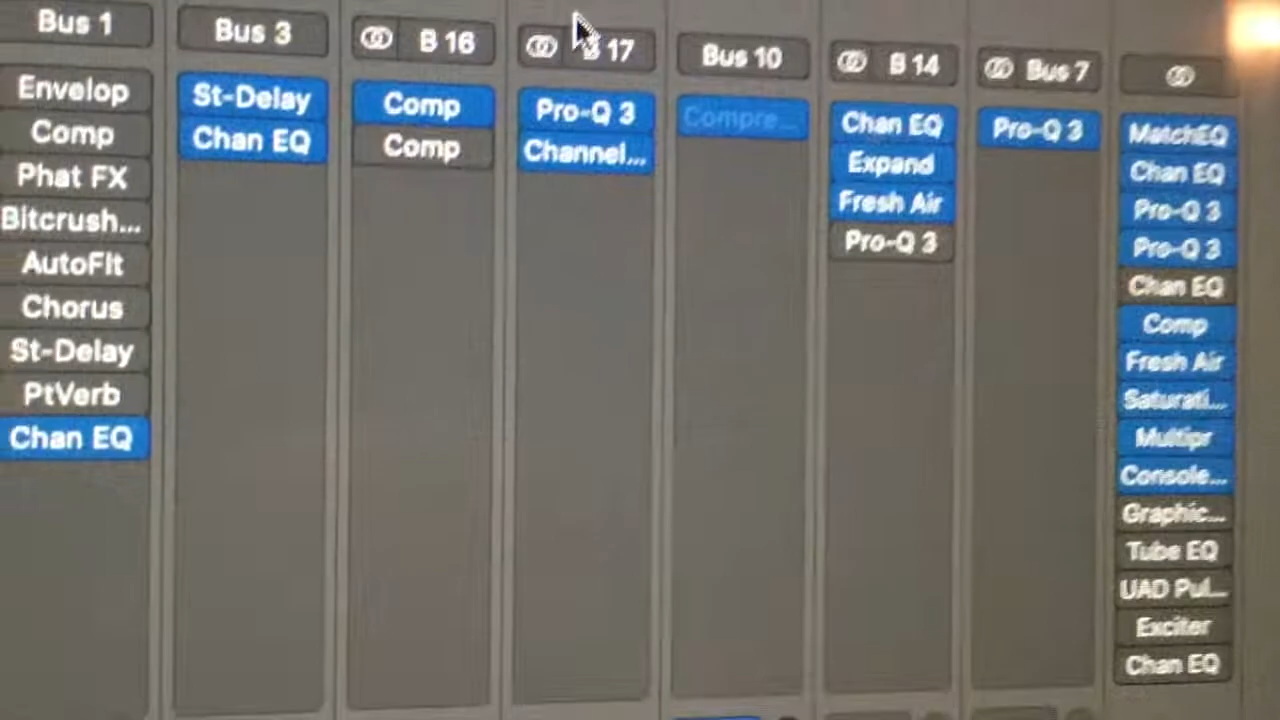 Bus 1
Envelop
Comp
Phat FX
Bitcrush...
AutoFlt
Chorus
St-Delay
PtVerb
Chan EQ
Bus 3
St-Delay
Chan EQ
B 16
Comp
Comp
B 17
Pro-Q 3
Channel...
Bus 10
Compre...
B 14
Chan EQ
Expand
Fresh Air
Pro-Q 3
Bus 7
Pro-Q 3
MatchEQ
Chan EQ
Pro-Q 3
Pro-Q 3
Chan EQ
Comp
Fresh Air
Saturati...
Multipr
Console...
Graphic...
Tube EQ
UAD Pul...
Exciter
Chan EQ